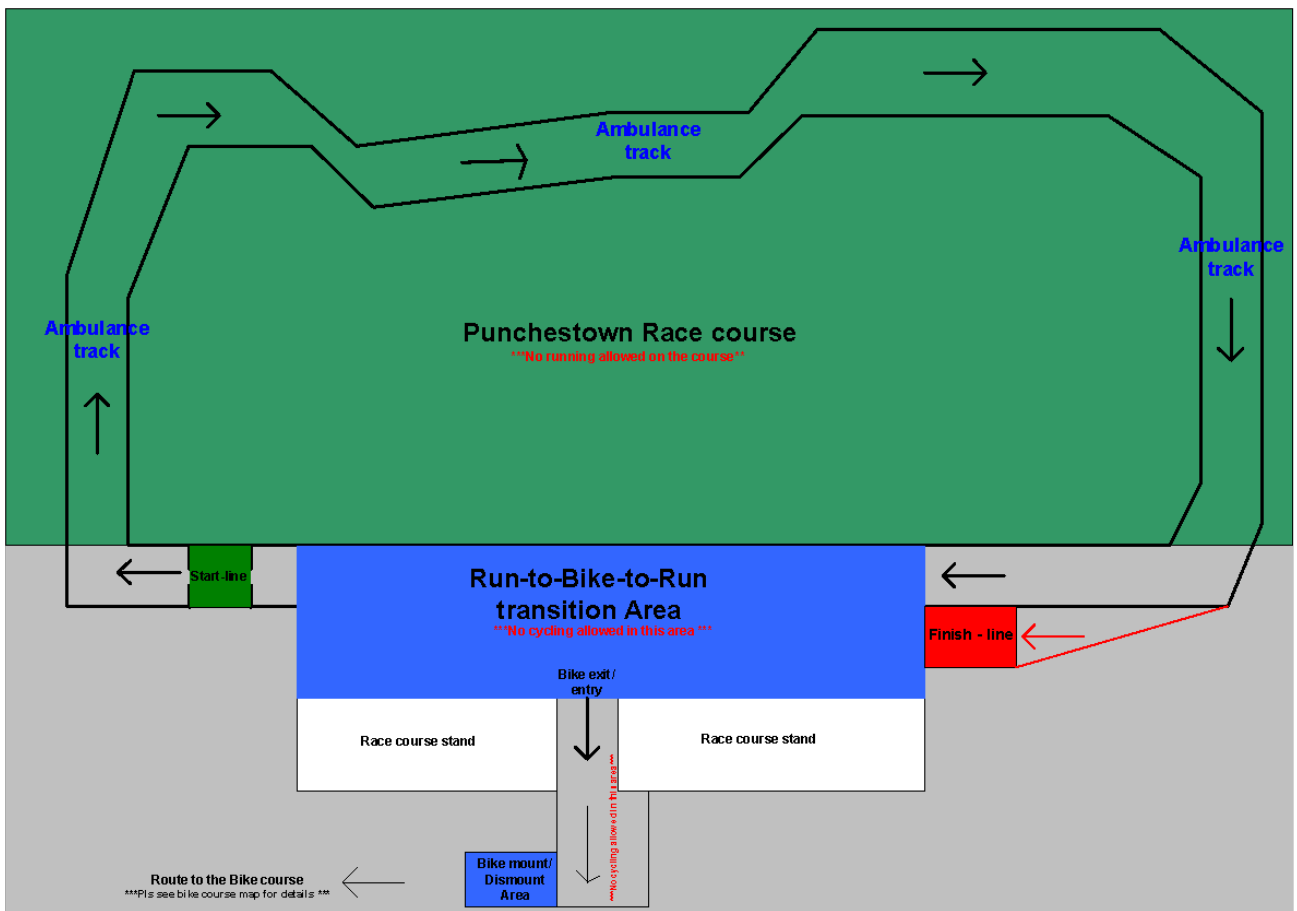 Ambulance
track
Ambulance
track
Ambulance
track
Punchestown Race course
***No running allowed on the course**
Start-line
Run-to-Bike-to-Run
transition Area
***No cycling allowed in this area ***
Finish - line
Bike exit/
entry
Race course stand
Race course stand
***No cycling allowed in this area***
Bike mount/
Dismount
Area
Route to the Bike course
***Pls see bike course map for details ***